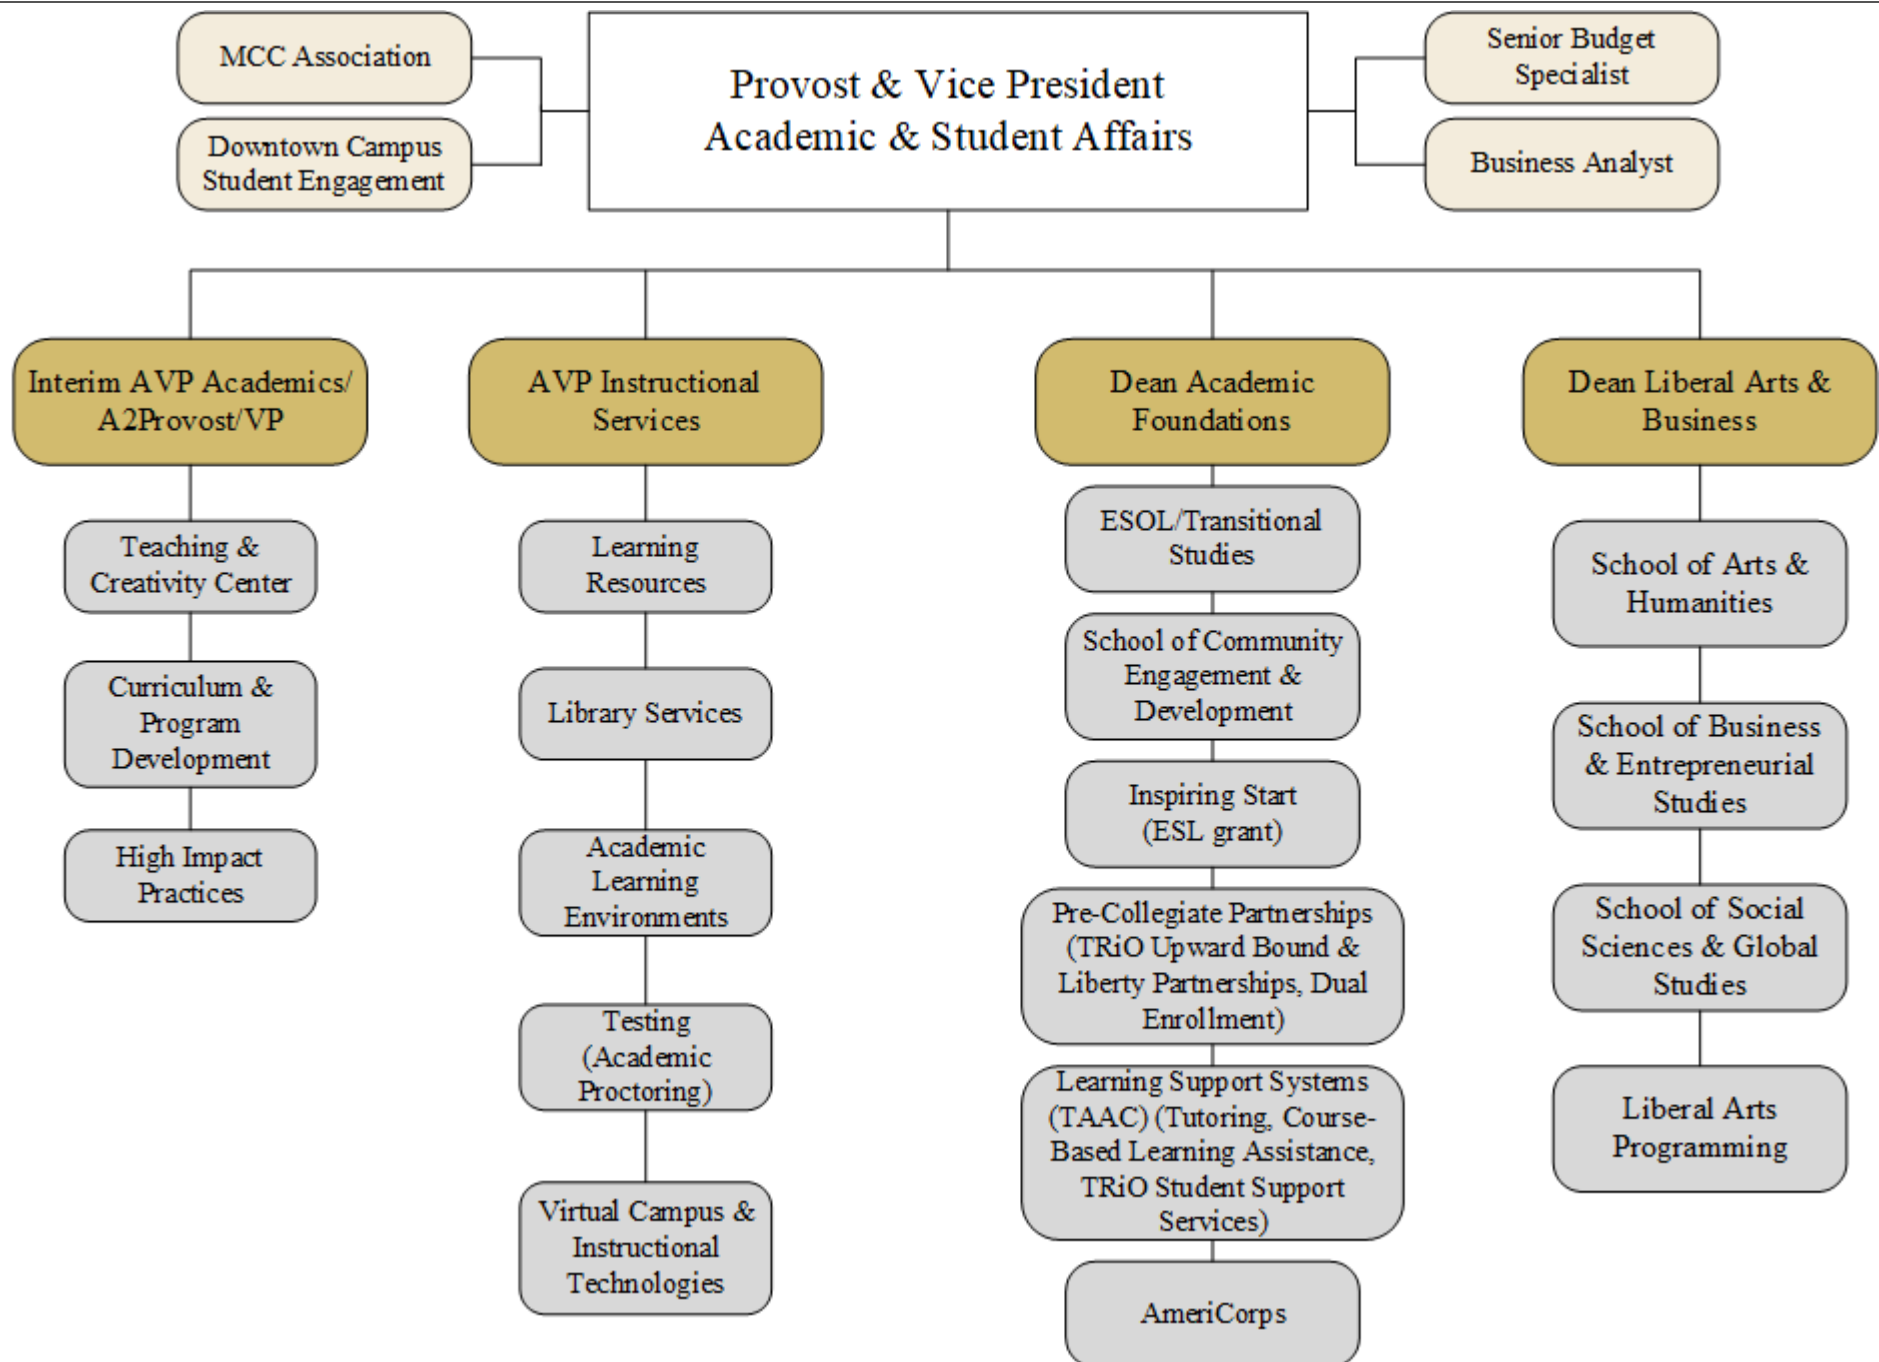 MCC Association
Downtown Campus
Student Engagement
Provost & Vice President
Academic & Student Affairs
Senior Budget
Specialist
Business Analyst
Interim AVP Academics/
A2Provost/VP
Teaching &
Creativity Center
Curriculum &
Program
Development
High Impact
Practices
AVP Instructional
Services
Learning
Resources
Library Services
Academic
Learning
Environments
Testing
(Academic
Proctoring)
Virtual Campus &
Instructional
Technologies
Dean Academic
Foundations
ESOL/Transitional
Studies
School of Community
Engagement &
Development
Inspiring Start
(ESL grant)
Pre-Collegiate Partnerships
(TRiO Upward Bound &
Liberty Partnerships, Dual
Enrollment)
Learning Support Systems
(TAAC) (Tutoring, Course-
Based Learning Assistance,
TRiO Student Support
Services)
AmeriCorps
Dean Liberal Arts &
Business
School of Arts &
Humanities
School of Business
& Entrepreneurial
Studies
School of Social
Sciences & Global
Studies
Liberal Arts
Programming